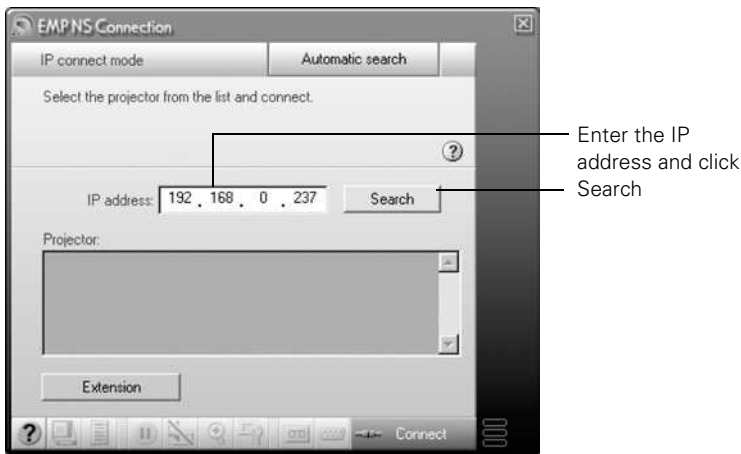 EMP NS Connection
IP connect mode
Automatic search
Select the projector from the list and connect.
?
IP address: 192 . 168 . 0 . 237
Search
Projector:
Extension
? Connect
Enter the IP
address and click
Search